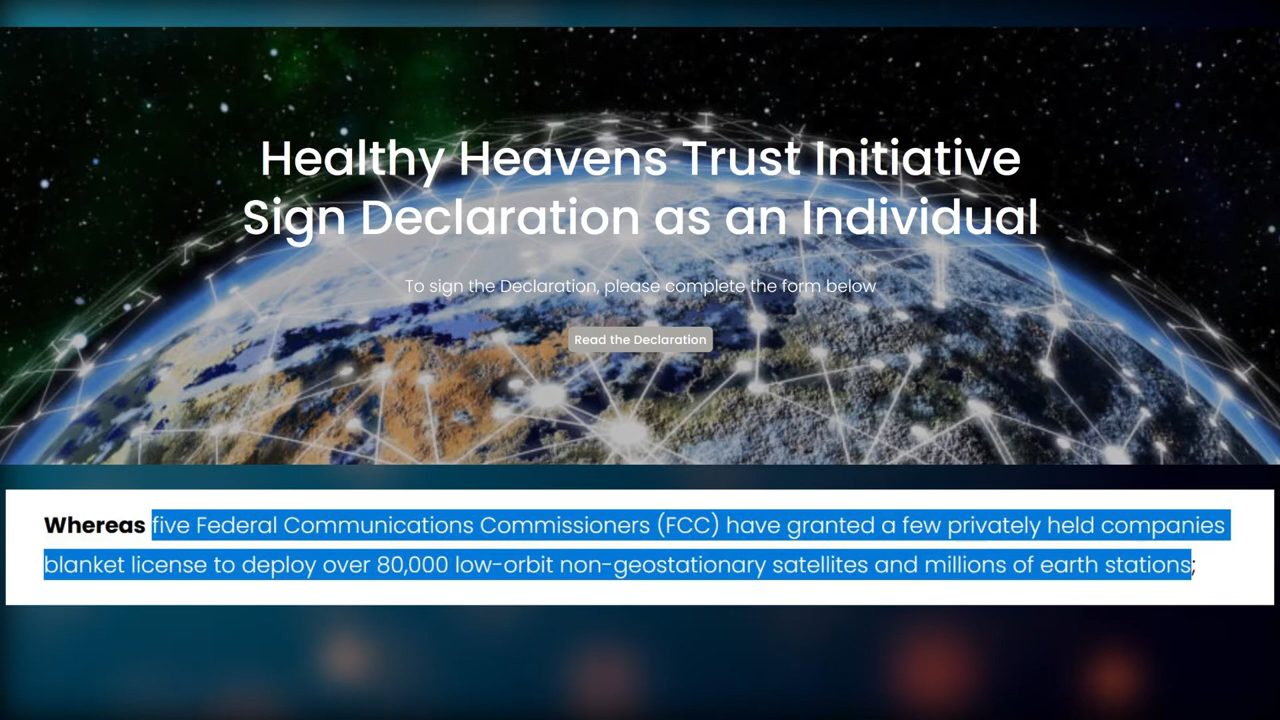 Healthy Heavens Trust Initiative
Sign Declaration as an Individual
To sign the Declaration, please complete the form below
Read the Declaration
Whereas five Federal Communications Commissioners (FCC) have granted a few privately held companies
blanket license to deploy over 80,000 low-orbit non-geostationary satellites and millions of earth stations;